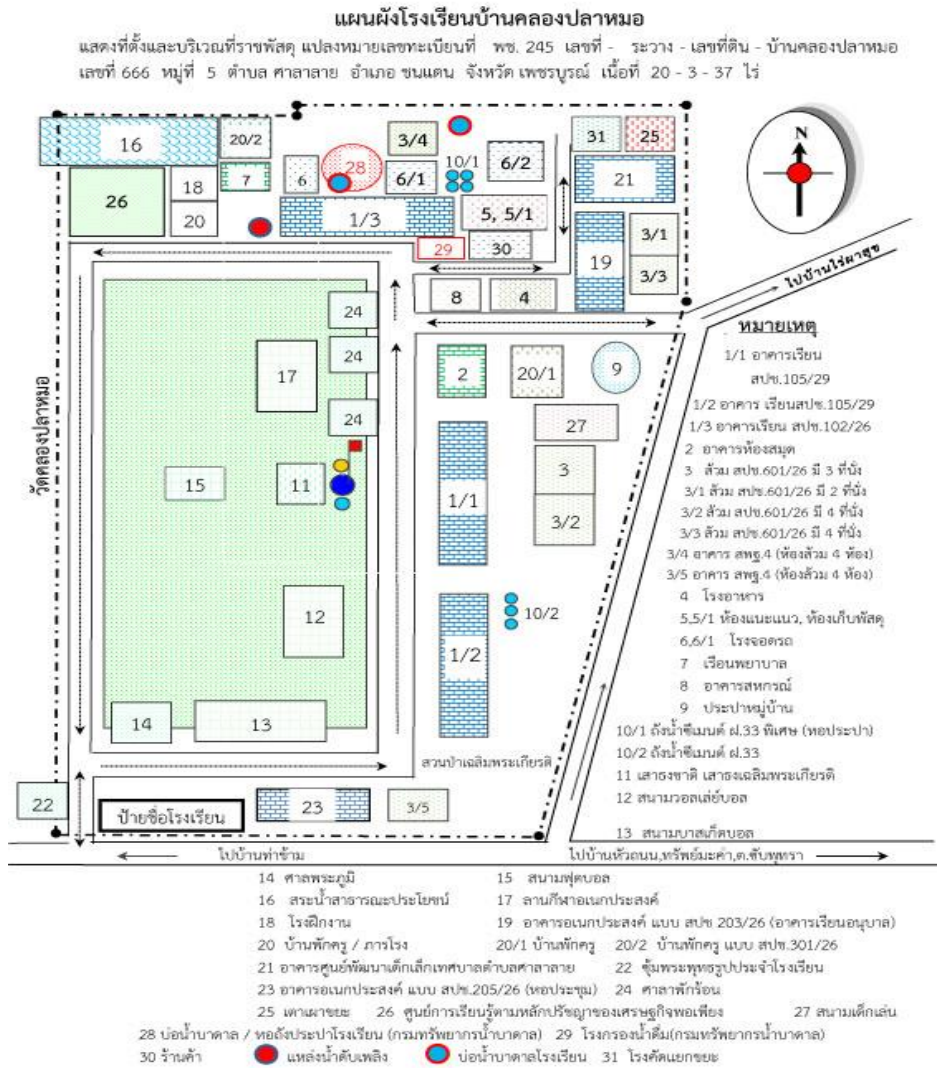 แผนผังโรงเรียนบ้านคลองปลาหมอ
แสดงที่ตั้งและบริเวณที่ราชพัสดุ แปลงหมายเลขทะเบียนที่ พช. 245 เลขที่ - ระวาง - เลขที่ดิน – บ้านคลองปลาหมอ
เลขที่ 666 หมู่ที่ 5 ตำบล ศาลาลาย อำเภอ ชนแดน จังหวัด เพชรบูรณ์ เนื้อที่ 20 - 3 - 37 ไร่
16
20/2
3/4
31
25
N
26
18
7
6
28
6/1
10/1
6/2
21
20
1/3
5, 5/1
29
30
19
3/1
3/3
8
4
ไปบ้านไร่ผาสุข
วัดคลองปลาหมอ
24
24
24
17
15
11
12
14
13
2
20/1
9
27
1/1
3
3/2
1/2
10/2
สวนป่าเฉลิมพระเกียรติ
22
ป้ายชื่อโรงเรียน
23
3/5
ไปบ้านท่าข้าม
ไปบ้านหัวถนน,ทรัพย์มะค่า,ต.ซับพุทรา
หมายเหตุ
1/1 อาคารเรียน
สปช.105/29
1/2 อาคาร เรียนสปช.105/29
1/3 อาคารเรียน สปช.102/26
2 อาคารห้องสมุด
3 ส้วม สปช.601/26 มี 3 ที่นั่ง
3/1 ส้วม สปช.601/26 มี 2 ที่นั่ง
3/2 ส้วม สปช.601/26 มี 4 ที่นั่ง
3/3 ส้วม สปช.601/26 มี 4 ที่นั่ง
3/4 อาคาร สพฐ.4 (ห้องส้วม 4 ห้อง)
3/5 อาคาร สพฐ.4 (ห้องส้วม 4 ห้อง)
4 โรงอาหาร
5,5/1 ห้องแนะแนว, ห้องเก็บพัสดุ
6,6/1 โรงจอดรถ
7 เรือนพยาบาล
8 อาคารสหกรณ์
9 ประปาหมู่บ้าน
10/1 ถังน้ำซีเมนต์ ฝ.33 พิเศษ (หอประปา)
10/2 ถังน้ำซีเมนต์ ฝ.33
11 เสาธงชาติ เสาธงเฉลิมพระเกียรติ
12 สนามวอลเล่ย์บอล
13 สนามบาสเก็ตบอล
14 ศาลพระภูมิ 15 สนามฟุตบอล
16 สระน้ำสาธารณะประโยชน์ 17 ลานกีฬาอเนกประสงค์
18 โรงฝึกงาน 19 อาคารอเนกประสงค์ แบบ สปช 203/26 (อาคารเรียนอนุบาล)
20 บ้านพักครู / ภารโรง 20/1 บ้านพักครู 20/2 บ้านพักครู แบบ สปช.301/26
21 อาคารศูนย์พัฒนาเด็กเล็กเทศบาลตำบลศาลาลาย 22 ซุ้มพระพุทธรูปประจำโรงเรียน
23 อาคารอเนกประสงค์ แบบ สปช.205/26 (หอประชุม) 24 ศาลาพักร้อน
25 เตาเผาขยะ 26 ศูนย์การเรียนรู้ตามหลักปรัชญาของเศรษฐกิจพอเพียง 27 สนามเด็กเล่น
28 บ่อน้ำบาดาล / หอถังประปาโรงเรียน (กรมทรัพยากรน้ำบาดาล) 29 โรงกรองน้ำดื่ม(กรมทรัพยากรน้ำบาดาล)
30 ร้านค้า แหล่งน้ำดับเพลิง บ่อน้ำบาดาลโรงเรียน 31 โรงคัดแยกขยะ